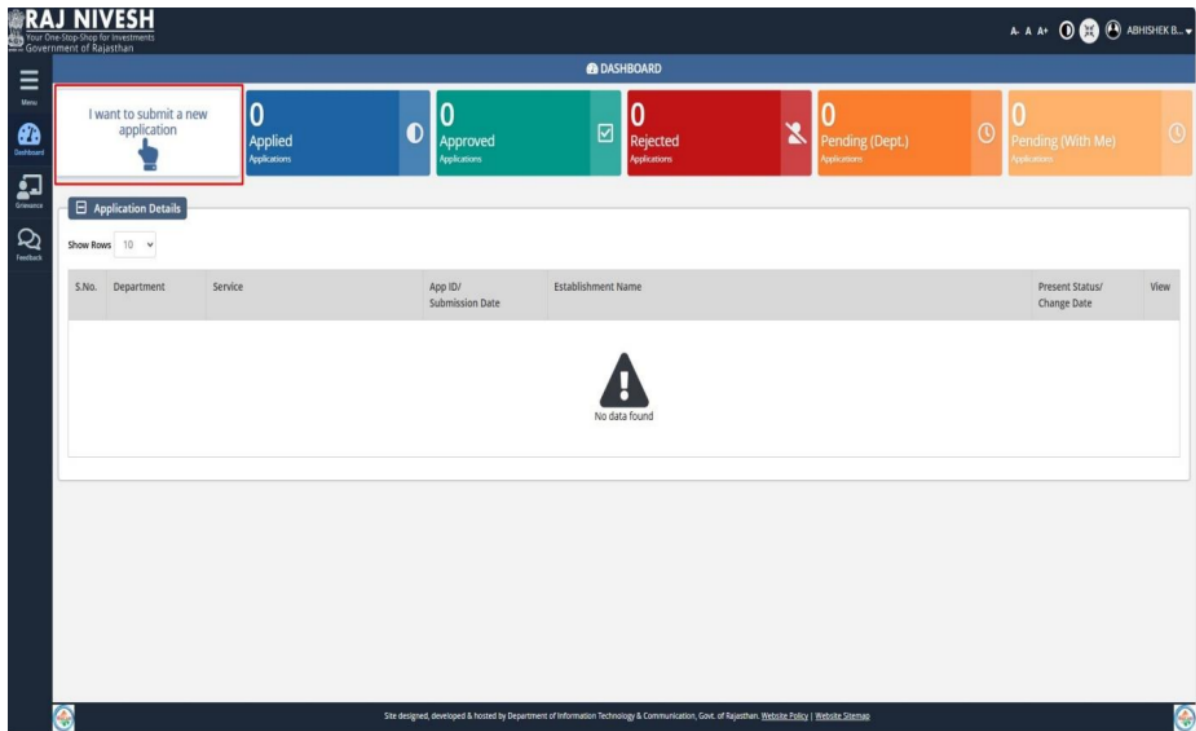 RAJ NIVESH
Your One-Stop-Shop for Investments
Government of Rajasthan
A- A A+
ABHISHEK B...
Menu
Dashboard
Grievance
Feedback
DASHBOARD
I want to submit a new
application
0
Applied
Applications
0
Approved
Applications
0
Rejected
Applications
0
Pending (Dept.)
Applications
0
Pending (With Me)
Applications
Application Details
Show Rows 10
S.No. Department Service App ID/ Establishment Name Present Status/ View
Submission Date Change Date
No data found
Site designed, developed & hosted by Department of Information Technology & Communication, Govt. of Rajasthan. Website Policy | Website Sitemap